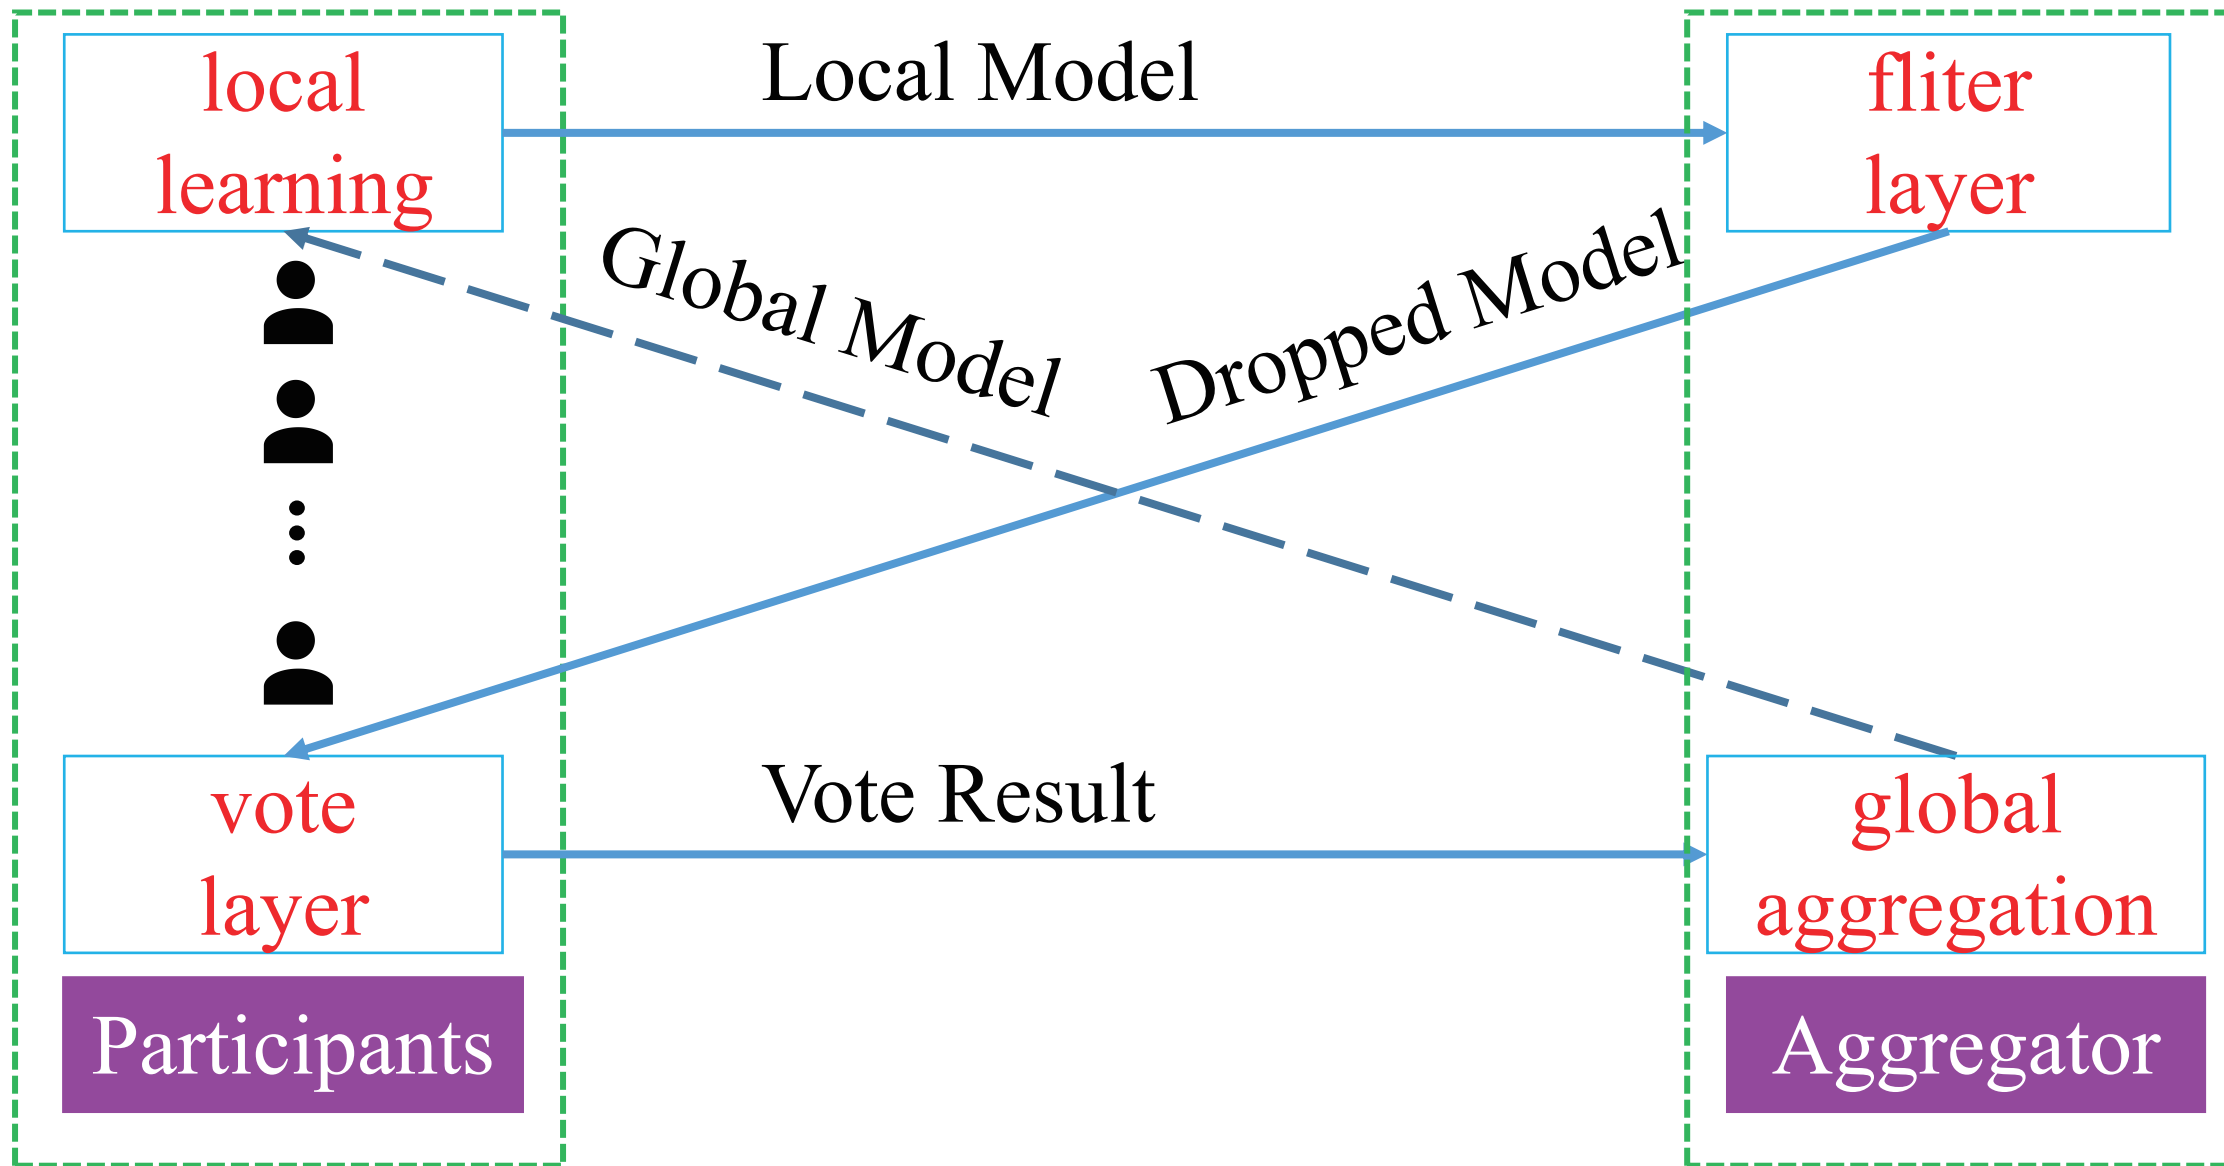 local
learning
Local Model
fliter
layer
Global Model
Dropped Model
vote
layer
Vote Result
global
aggregation
Participants
Aggregator